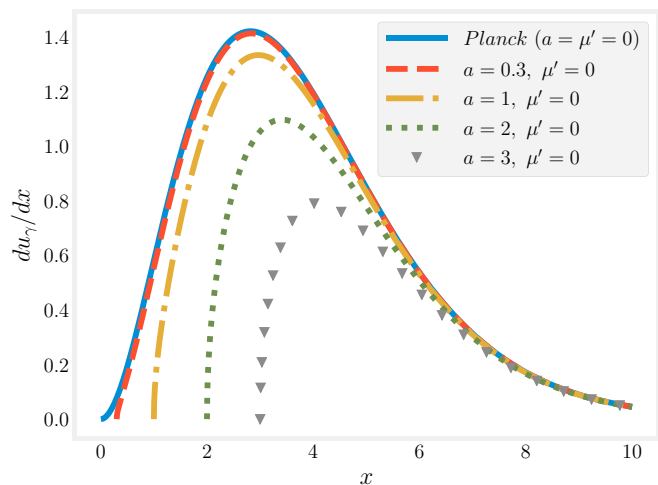 1.4
1.2
1.0
0.8
0.6
0.4
0.2
0.0
du_γ/dx
Planck (a = μ′ = 0)
a = 0.3, μ′ = 0
a = 1, μ′ = 0
a = 2, μ′ = 0
a = 3, μ′ = 0
0 2 4 6 8 10
x